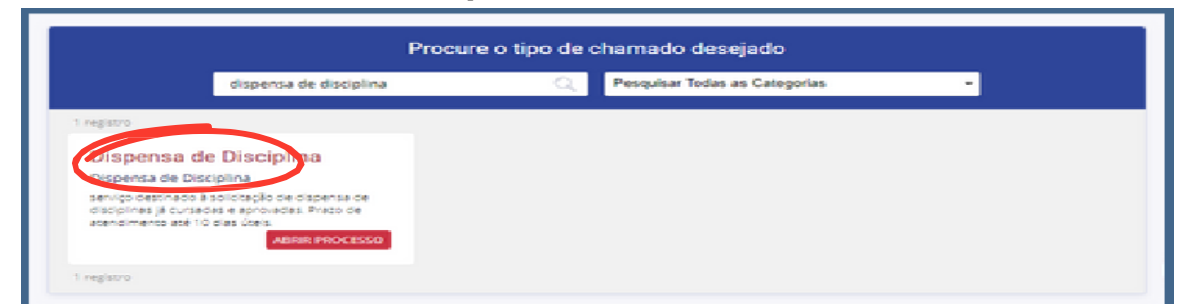 Procure o tipo de chamado desejado
dispensa de disciplina
Pesquisar Todas as Categorias
1 registro
Dispensa de Disciplina
Dispensa de Disciplina
serviço destinado à solicitação de dispensa de
disciplinas já cursadas e aprovadas. Prazo de
atendimento até 10 dias úteis.
ABRIR PROCESSO
1 registro